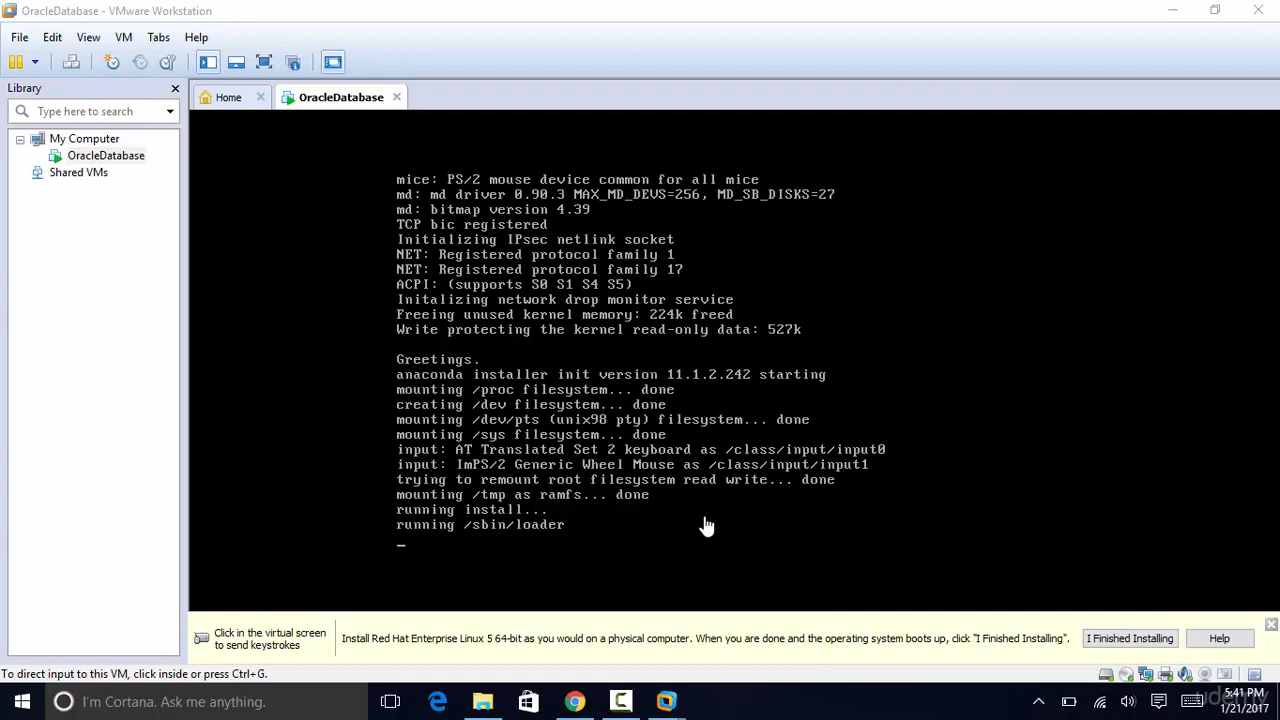 OracleDatabase - VMware Workstation
File Edit View VM Tabs Help
Library
Type here to search
My Computer
OracleDatabase
Shared VMs
Home
OracleDatabase
mice: PS/2 mouse device common for all mice
md: md driver 0.90.3 MAX_MD_DEVS=256, MD_SB_DISKS=27
md: bitmap version 4.39
TCP bic registered
Initializing IPsec netlink socket
NET: Registered protocol family 1
NET: Registered protocol family 17
ACPI: (supports S0 S1 S4 S5)
Initalizing network drop monitor service
Freeing unused kernel memory: 224k freed
Write protecting the kernel read-only data: 527k
Greetings.
anaconda installer init version 11.1.2.242 starting
mounting /proc filesystem... done
creating /dev filesystem... done
mounting /dev/pts (unix98 pty) filesystem... done
mounting /sys filesystem... done
input: AT Translated Set 2 keyboard as /class/input/input0
input: ImPS/2 Generic Wheel Mouse as /class/input/input1
trying to remount root filesystem read write... done
mounting /tmp as ramfs... done
running install...
running /sbin/loader
_
Click in the virtual screen
to send keystrokes
Install Red Hat Enterprise Linux 5 64-bit as you would on a physical computer. When you are done and the operating system boots up, click "I Finished Installing".
I Finished Installing
Help
To direct input to this VM, click inside or press Ctrl+G.
I'm Cortana. Ask me anything.
5:41 PM
1/21/2017
udemy